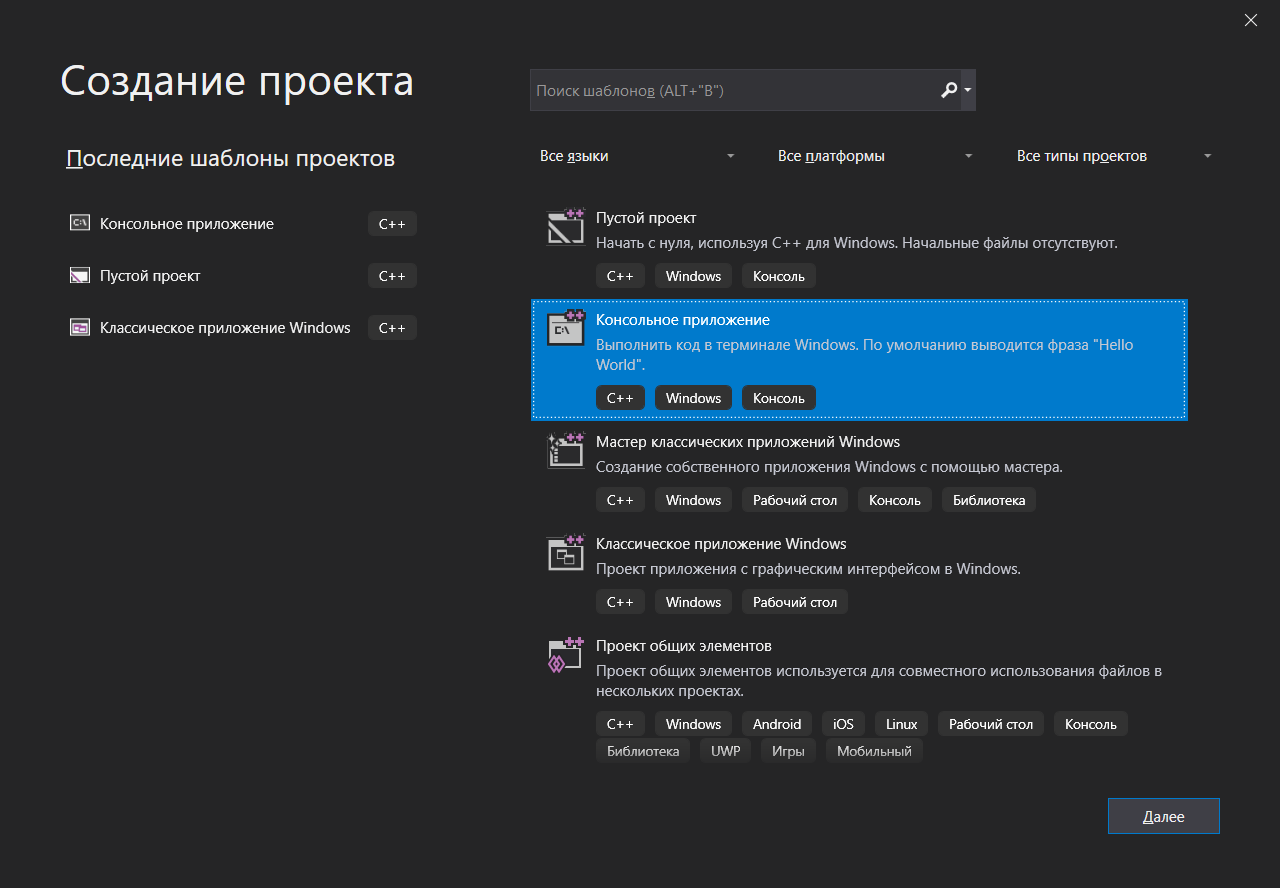 Создание проекта
Поиск шаблонов (ALT+"В")
Последние шаблоны проектов
Все языки
Все платформы
Все типы проектов
Консольное приложение
C++
Пустой проект
C++
Классическое приложение Windows
C++
Пустой проект
Начать с нуля, используя C++ для Windows. Начальные файлы отсутствуют.
C++ Windows Консоль
Консольное приложение
Выполнить код в терминале Windows. По умолчанию выводится фраза "Hello
World".
C++ Windows Консоль
Мастер классических приложений Windows
Создание собственного приложения Windows с помощью мастера.
C++ Windows Рабочий стол Консоль Библиотека
Классическое приложение Windows
Проект приложения с графическим интерфейсом в Windows.
C++ Windows Рабочий стол
Проект общих элементов
Проект общих элементов используется для совместного использования файлов в
нескольких проектах.
C++ Windows Android iOS Linux Рабочий стол Консоль
Библиотека UWP Игры Мобильный
Далее